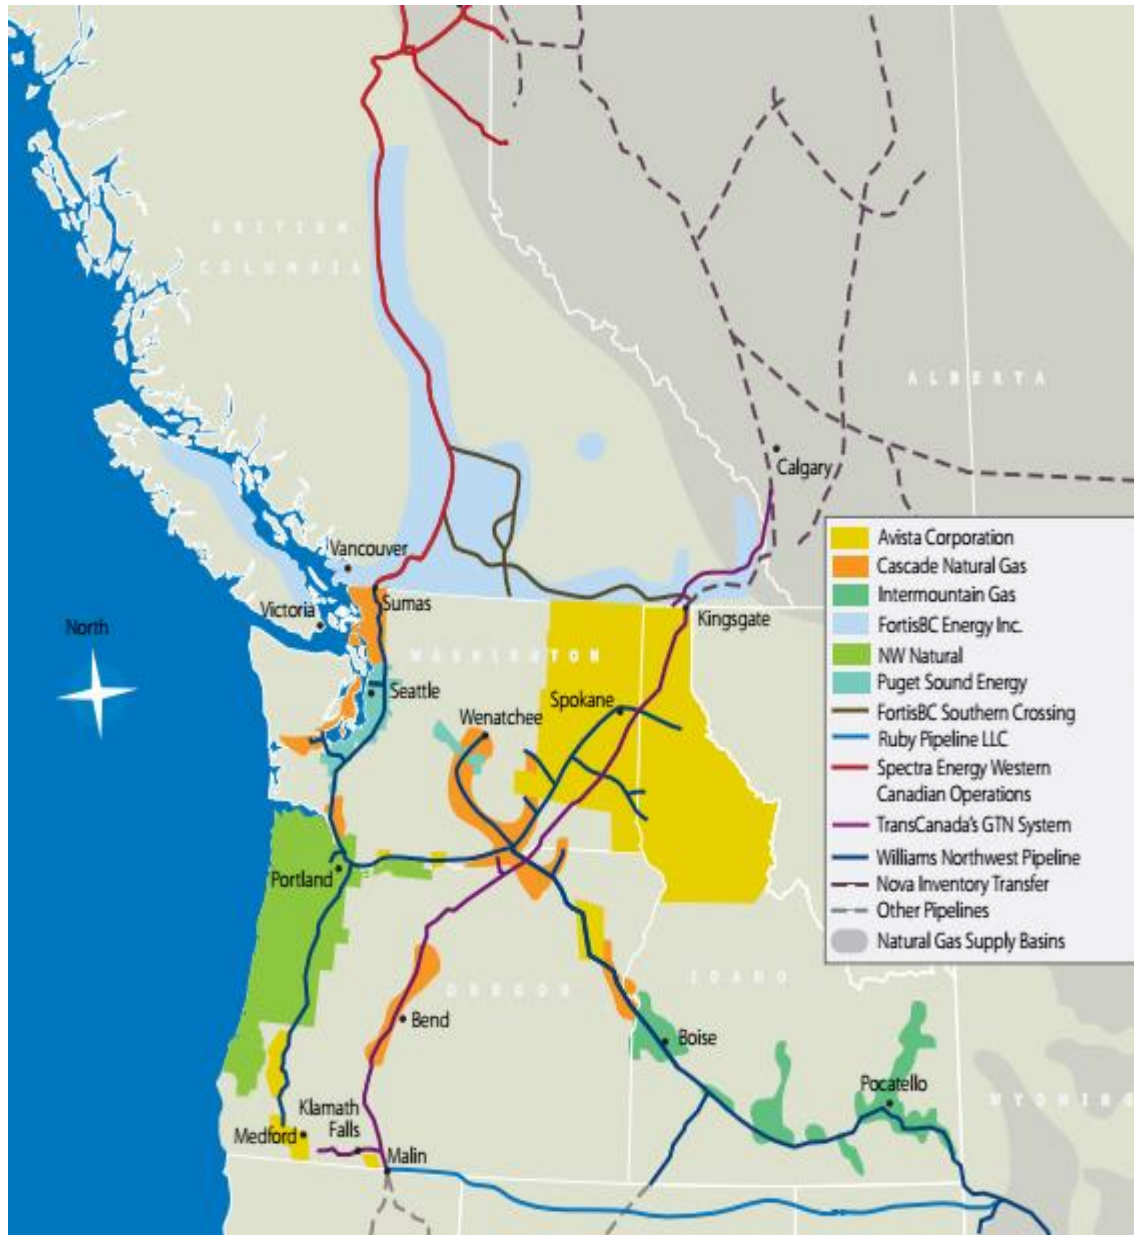 BRITISH
COLUMBIA
ALBERTA
Calgary
Vancouver
Sumas
Victoria
Kingsgate
North
WASHINGTON
Seattle
Spokane
Wenatchee
Portland
OREGON
IDAHO
Bend
Boise
Pocatello
WYOMING
Klamath
Falls
Medford
Malin
Avista Corporation
Cascade Natural Gas
Intermountain Gas
FortisBC Energy Inc.
NW Natural
Puget Sound Energy
FortisBC Southern Crossing
Ruby Pipeline LLC
Spectra Energy Western
Canadian Operations
TransCanada's GTN System
Williams Northwest Pipeline
Nova Inventory Transfer
Other Pipelines
Natural Gas Supply Basins